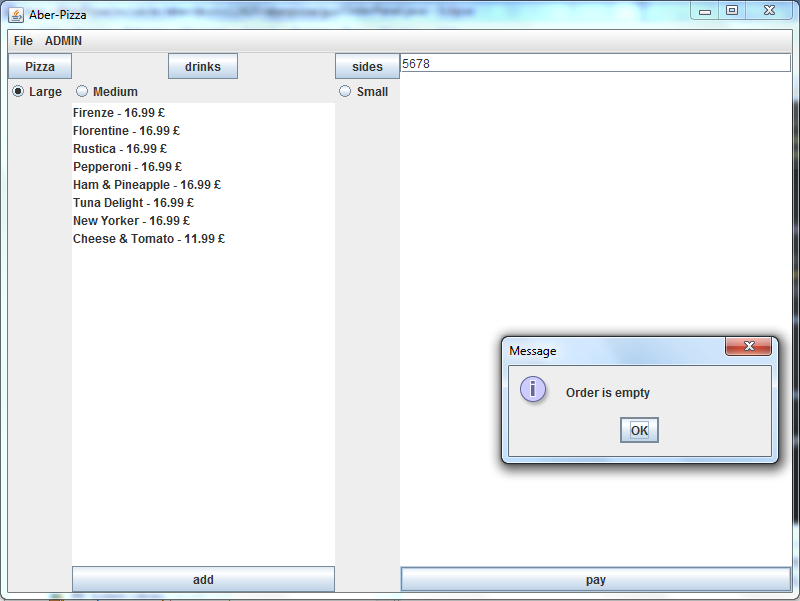 Aber-Pizza
File ADMIN
Pizza drinks sides 5678
Large Medium Small
Firenze - 16.99 £
Florentine - 16.99 £
Rustica - 16.99 £
Pepperoni - 16.99 £
Ham & Pineapple - 16.99 £
Tuna Delight - 16.99 £
New Yorker - 16.99 £
Cheese & Tomato - 11.99 £
Message
Order is empty
OK
add pay